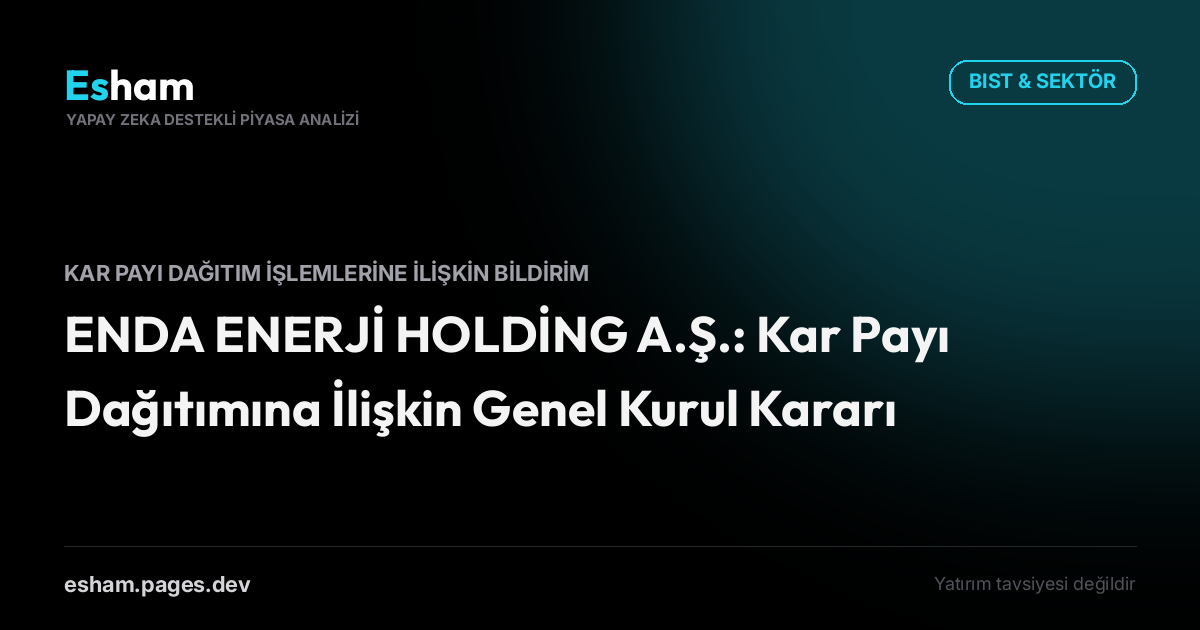 Esham
YAPAY ZEKA DESTEKLİ PİYASA ANALİZİ
BIST & SEKTÖR
KAR PAYI DAĞITIM İŞLEMLERİNE İLİŞKİN BİLDİRİM
ENDA ENERJİ HOLDİNG A.Ş.: Kar Payı
Dağıtımına İlişkin Genel Kurul Kararı
esham.pages.dev
Yatırım tavsiyesi değildir